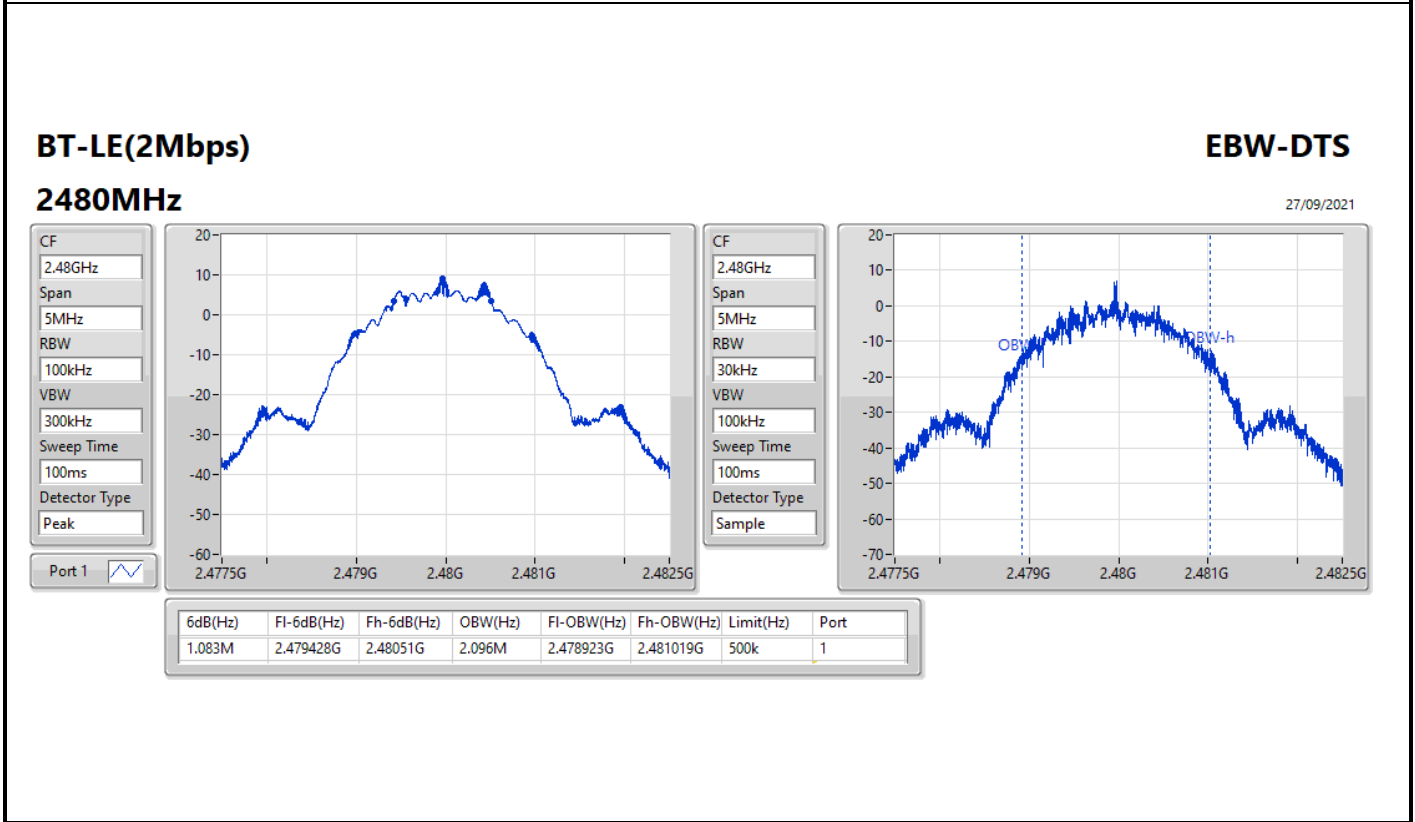 BT-LE(2Mbps)
EBW-DTS
2480MHz
27/09/2021
CF
2.48GHz
Span
5MHz
RBW
100kHz
VBW
300kHz
Sweep Time
100ms
Detector Type
Peak
Port 1
20
10
0
-10
-20
-30
-40
-50
-60
2.4775G 2.479G 2.48G 2.481G 2.4825G
CF
2.48GHz
Span
5MHz
RBW
30kHz
VBW
100kHz
Sweep Time
100ms
Detector Type
Sample
20
10
0
-10
-20
-30
-40
-50
-60
-70
OBW-h
2.4775G 2.479G 2.48G 2.481G 2.4825G
6dB(Hz) Fl-6dB(Hz) Fh-6dB(Hz) OBW(Hz) Fl-OBW(Hz) Fh-OBW(Hz) Limit(Hz) Port
1.083M 2.479428G 2.48051G 2.096M 2.478923G 2.481019G 500k 1